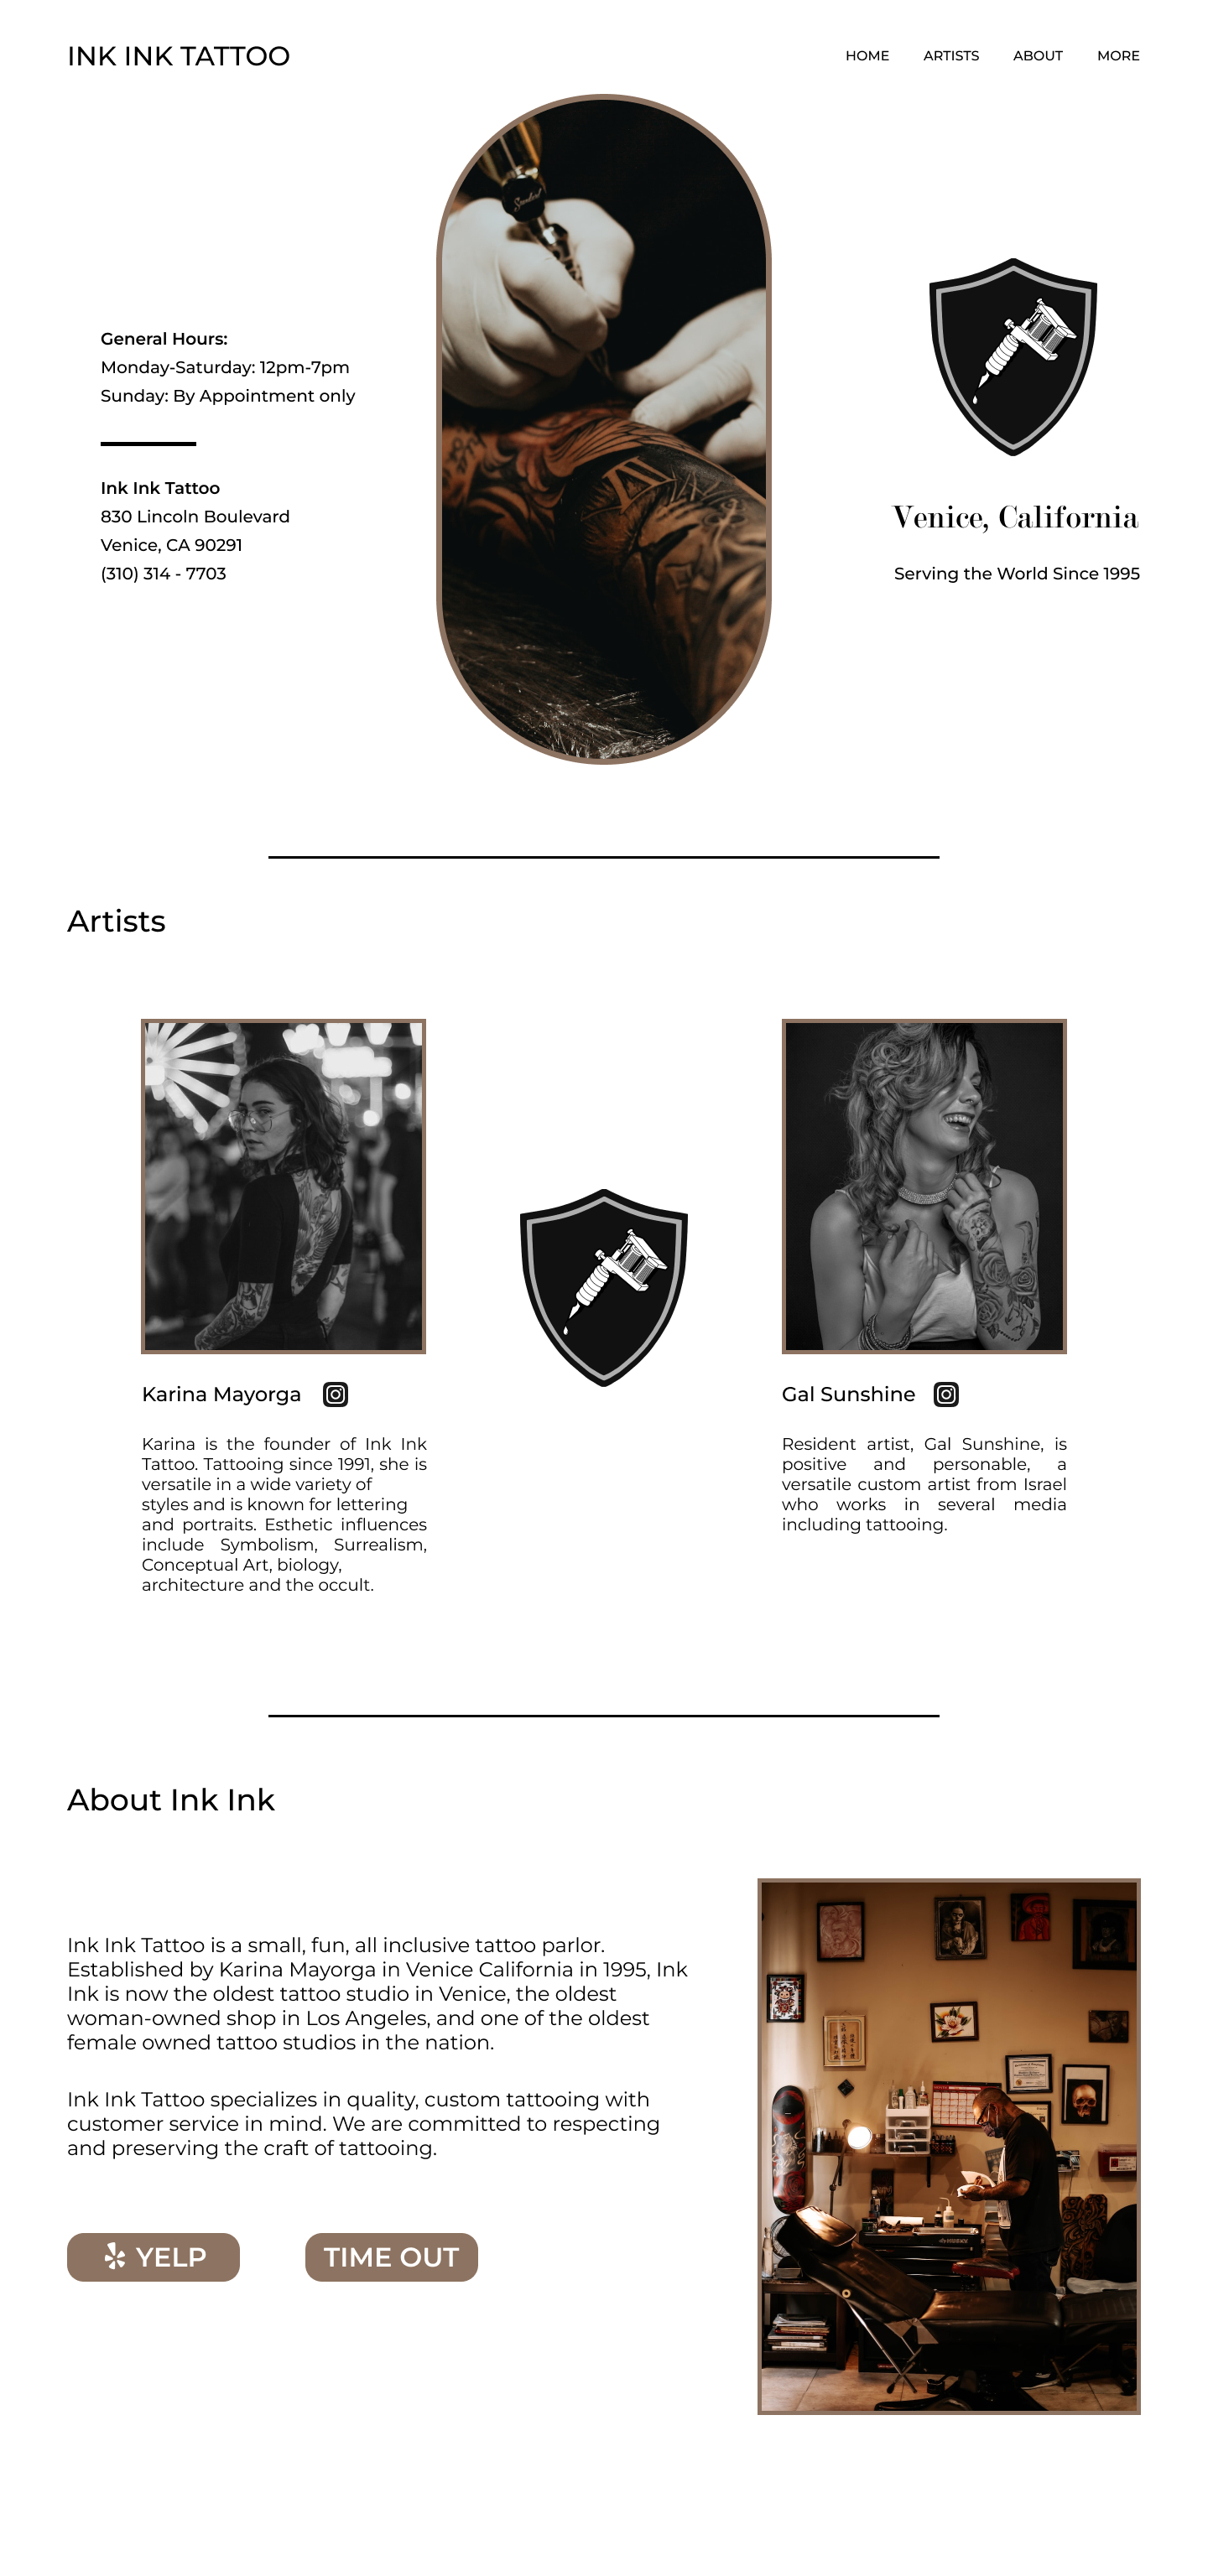 INK INK TATTOO
HOME ARTISTS ABOUT MORE
General Hours:
Monday-Saturday: 12pm-7pm
Sunday: By Appointment only
Ink Ink Tattoo
830 Lincoln Boulevard
Venice, CA 90291
(310) 314 - 7703
Venice, California
Serving the World Since 1995
Artists
Karina Mayorga
Karina is the founder of Ink Ink
Tattoo. Tattooing since 1991, she is
versatile in a wide variety of
styles and is known for lettering
and portraits. Esthetic influences
include Symbolism, Surrealism,
Conceptual Art, biology,
architecture and the occult.
Gal Sunshine
Resident artist, Gal Sunshine, is
positive and personable, a
versatile custom artist from Israel
who works in several media
including tattooing.
About Ink Ink
Ink Ink Tattoo is a small, fun, all inclusive tattoo parlor.
Established by Karina Mayorga in Venice California in 1995, Ink
Ink is now the oldest tattoo studio in Venice, the oldest
woman-owned shop in Los Angeles, and one of the oldest
female owned tattoo studios in the nation.
Ink Ink Tattoo specializes in quality, custom tattooing with
customer service in mind. We are committed to respecting
and preserving the craft of tattooing.
YELP
TIME OUT